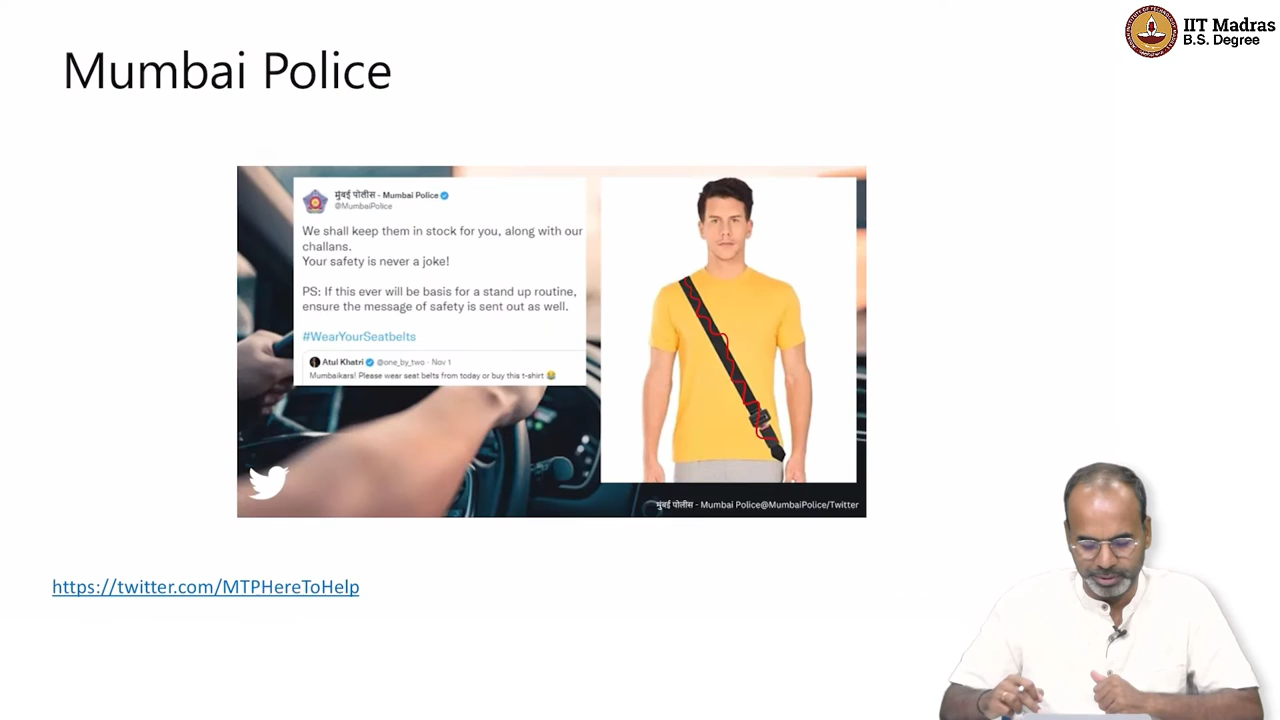 IIT Madras
B.S. Degree
Mumbai Police
मुंबई पोलीस - Mumbai Police
@MumbaiPolice
We shall keep them in stock for you, along with our
challans.
Your safety is never a joke!
PS: If this ever will be basis for a stand up routine,
ensure the message of safety is sent out as well.
#WearYourSeatbelts
Atul Khatri @one_by_two · Nov 1
Mumbaikars! Please wear seat belts from today or buy this t-shirt 😂
मुंबई पोलीस - Mumbai Police@MumbaiPolice/Twitter
https://twitter.com/MTPHereToHelp